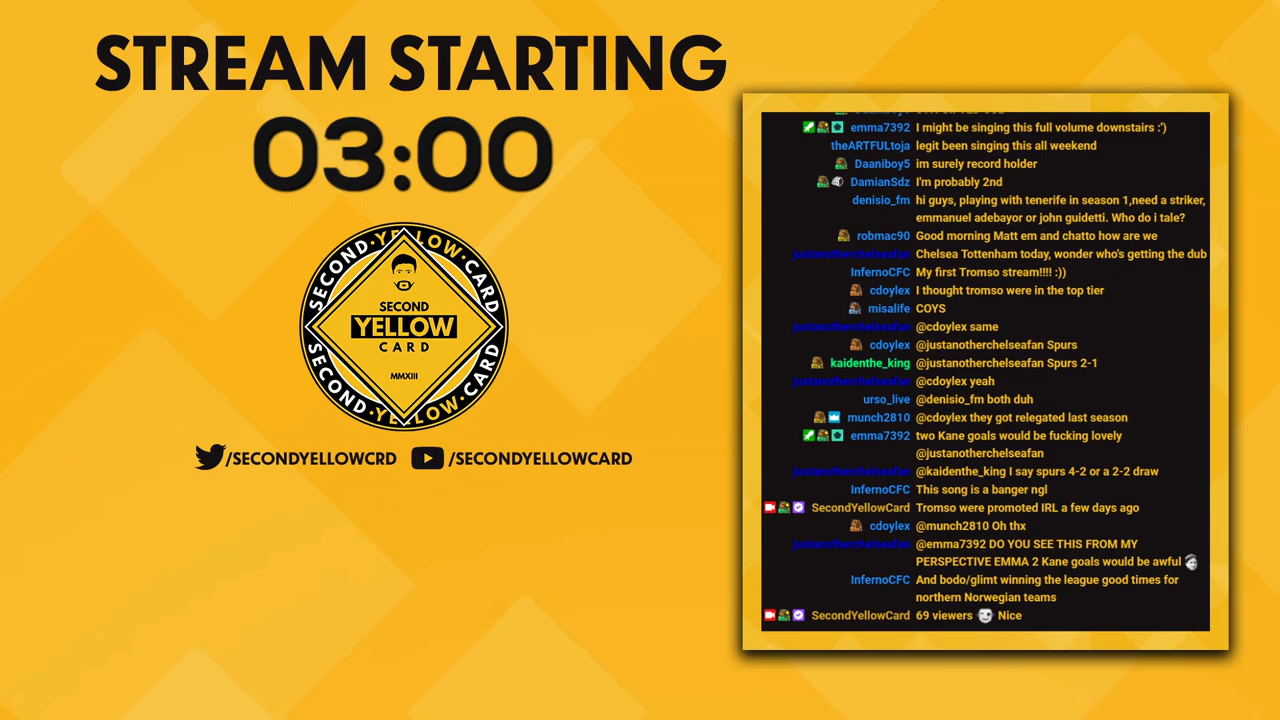 STREAM STARTING
03:00
SECOND·YELLOW·CARD
SECOND
YELLOW
CARD
MMXIII
SECOND·YELLOW·CARD
/SECONDYELLOWCRD /SECONDYELLOWCARD
emma7392 I might be singing this full volume downstairs :')
theARTFULtoja legit been singing this all weekend
Daaniboy5 im surely record holder
DamianSdz I'm probably 2nd
denisio_fm hi guys, playing with tenerife in season 1,need a striker,
emmanuel adebayor or john guidetti. Who do i tale?
robmac90 Good morning Matt em and chatto how are we
justanotherchelseafan Chelsea Tottenham today, wonder who's getting the dub
InfernoCFC My first Tromso stream!!!! :))
cdoylex I thought tromso were in the top tier
misalife COYS
justanotherchelseafan @cdoylex same
cdoylex @justanotherchelseafan Spurs
kaidenthe_king @justanotherchelseafan Spurs 2-1
justanotherchelseafan @cdoylex yeah
urso_live @denisio_fm both duh
munch2810 @cdoylex they got relegated last season
emma7392 two Kane goals would be fucking lovely
@justanotherchelseafan
justanotherchelseafan @kaidenthe_king I say spurs 4-2 or a 2-2 draw
InfernoCFC This song is a banger ngl
SecondYellowCard Tromso were promoted IRL a few days ago
cdoylex @munch2810 Oh thx
justanotherchelseafan @emma7392 DO YOU SEE THIS FROM MY
PERSPECTIVE EMMA 2 Kane goals would be awful
InfernoCFC And bodo/glimt winning the league good times for
northern Norwegian teams
SecondYellowCard 69 viewers Nice